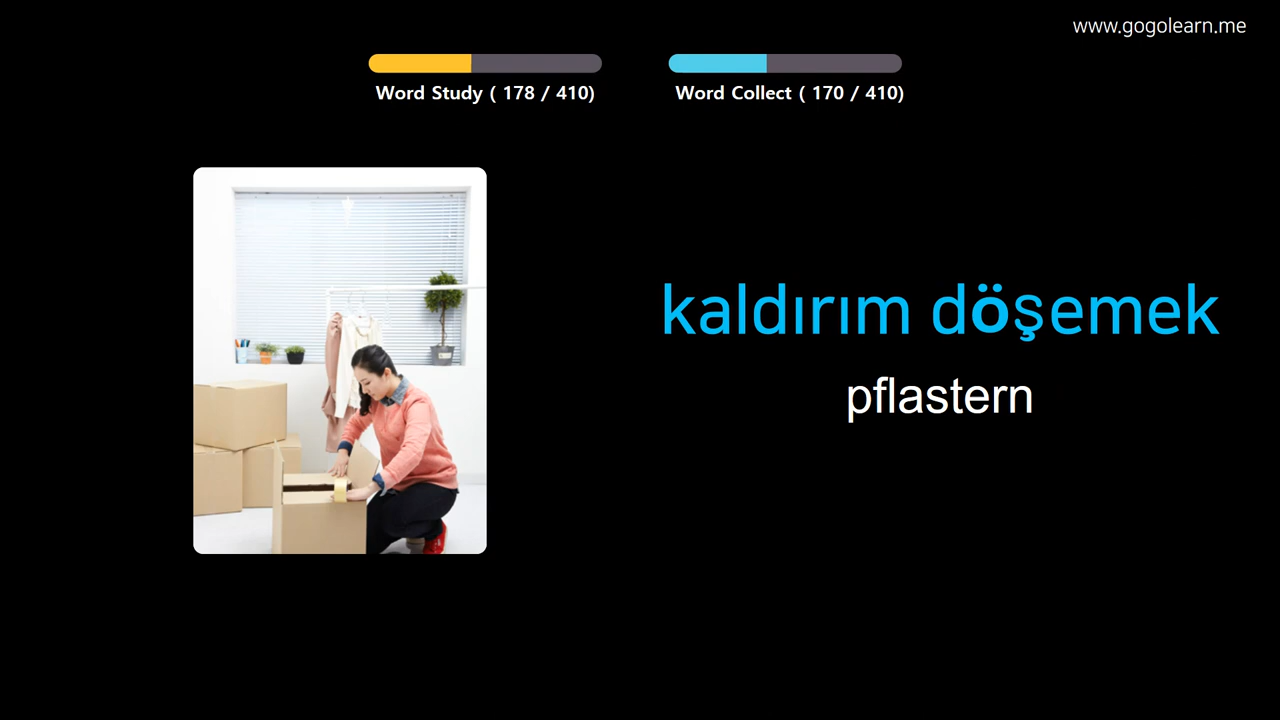 www.gogolearn.me
Word Study ( 178 / 410)
Word Collect ( 170 / 410)
kaldırım döşemek
pflastern